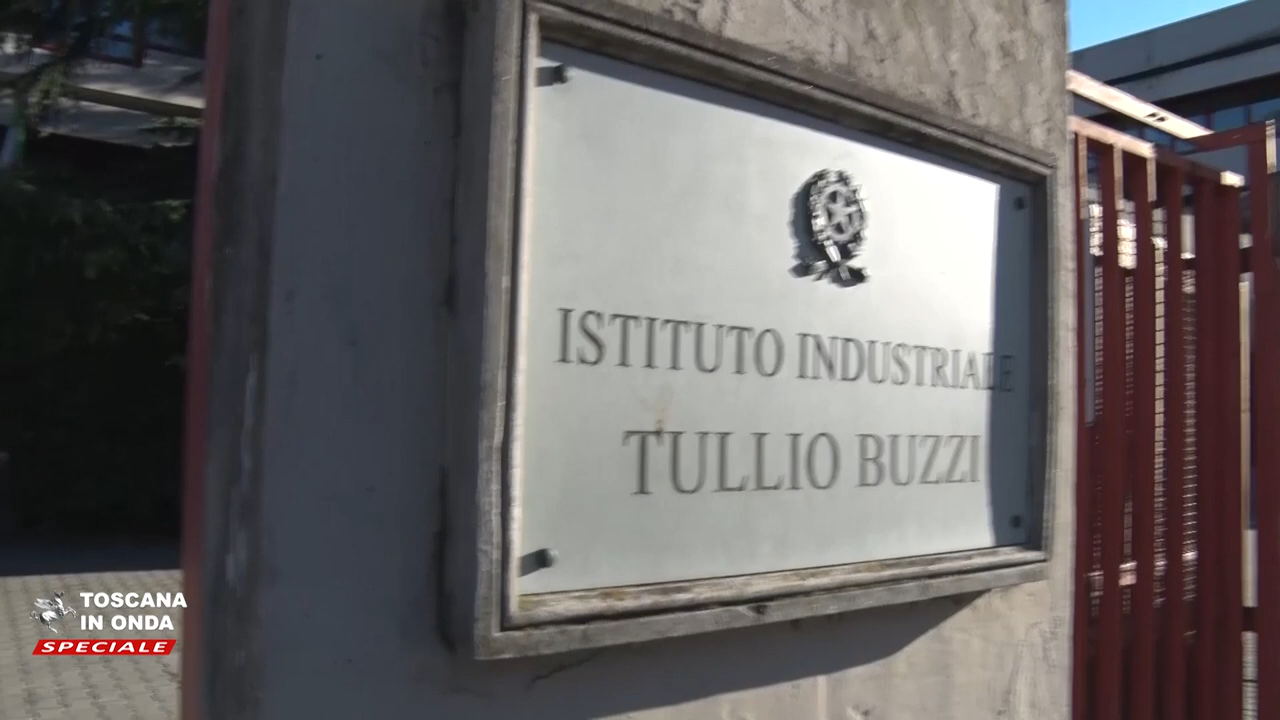 ISTITUTO INDUSTRIALE
TULLIO BUZZI
TOSCANA
IN ONDA
SPECIALE